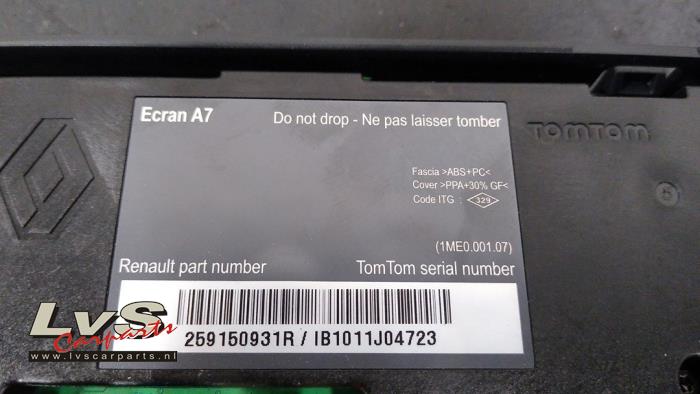 Ecran A7
Do not drop - Ne pas laisser tomber
TOMTOM
Fascia >ABS+PC<
Cover >PPA+30% GF<
Code ITG : 329
(1ME0.001.07)
Renault part number
TomTom serial number
259150931R / IB1011J04723
LvS
Carparts
www.lvscarparts.nl